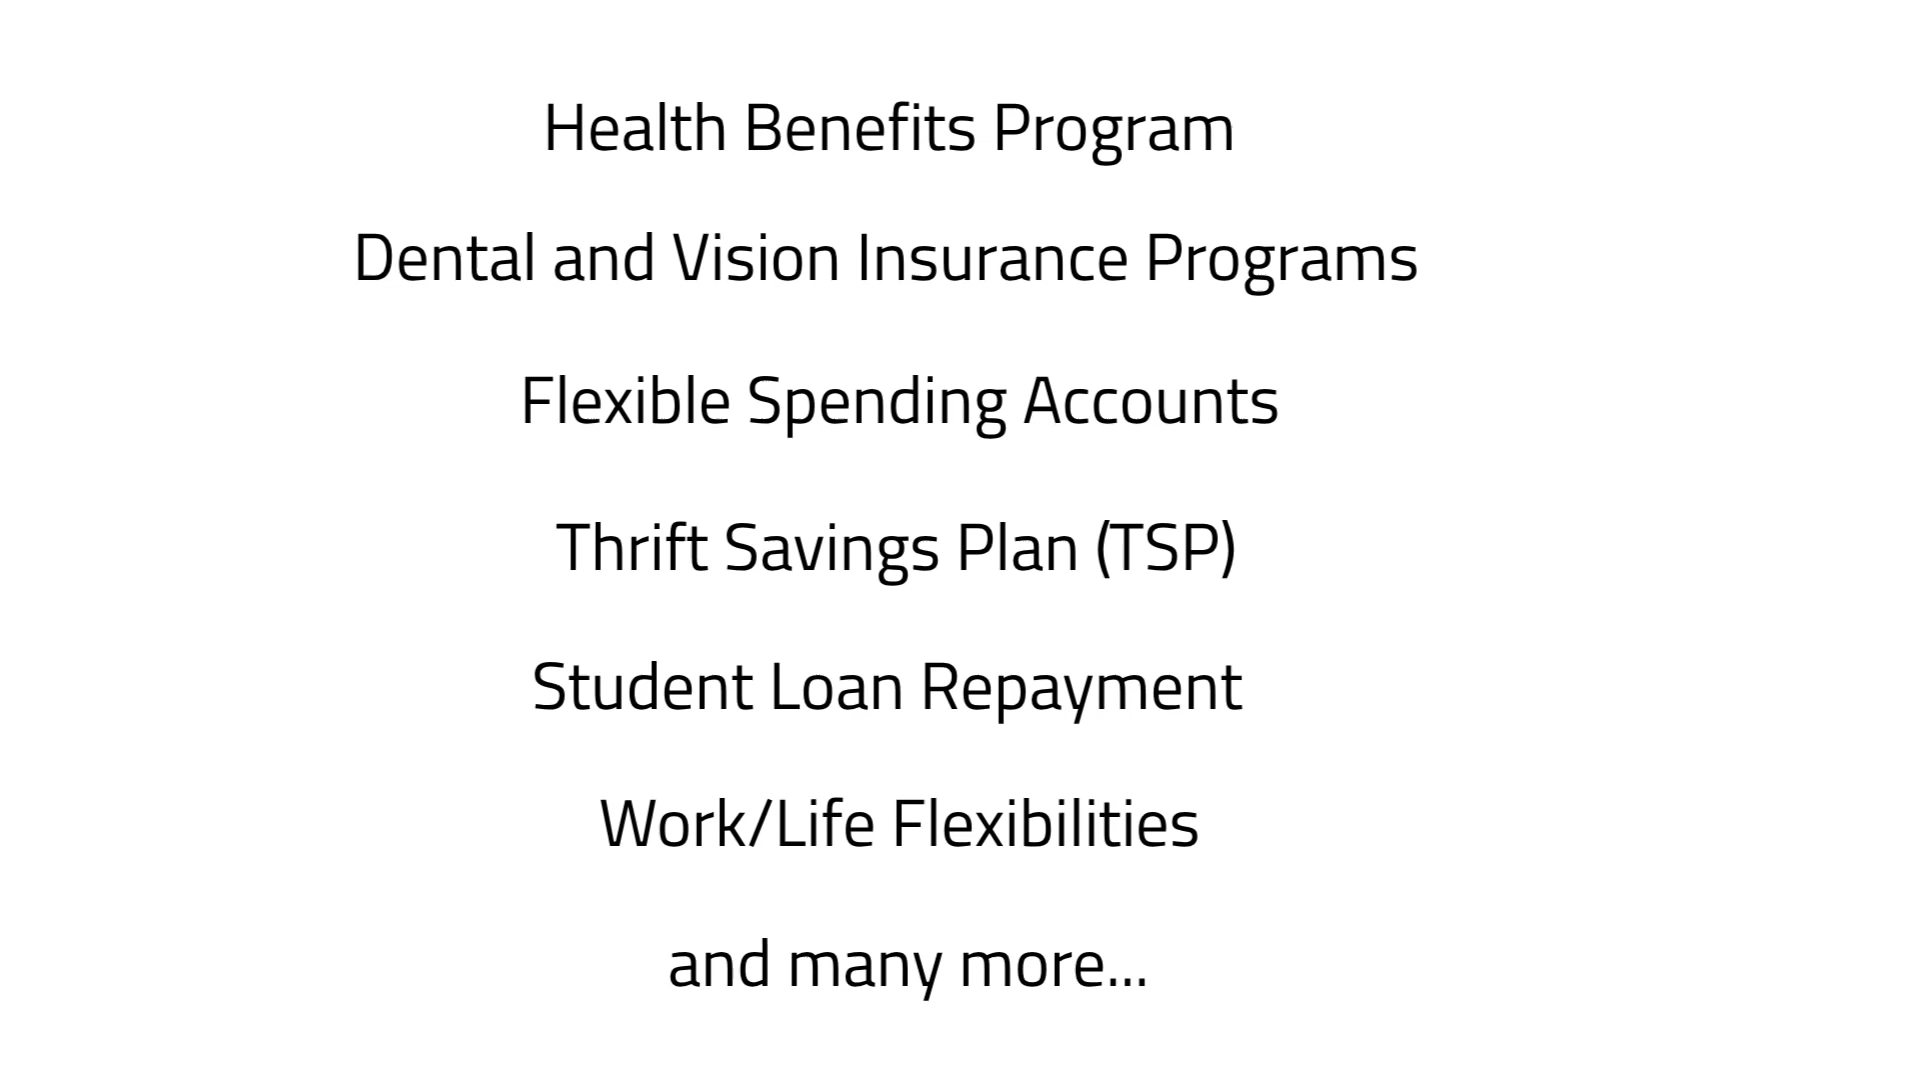 Health Benefits Program
Dental and Vision Insurance Programs
Flexible Spending Accounts
Thrift Savings Plan (TSP)
Student Loan Repayment
Work/Life Flexibilities
and many more...